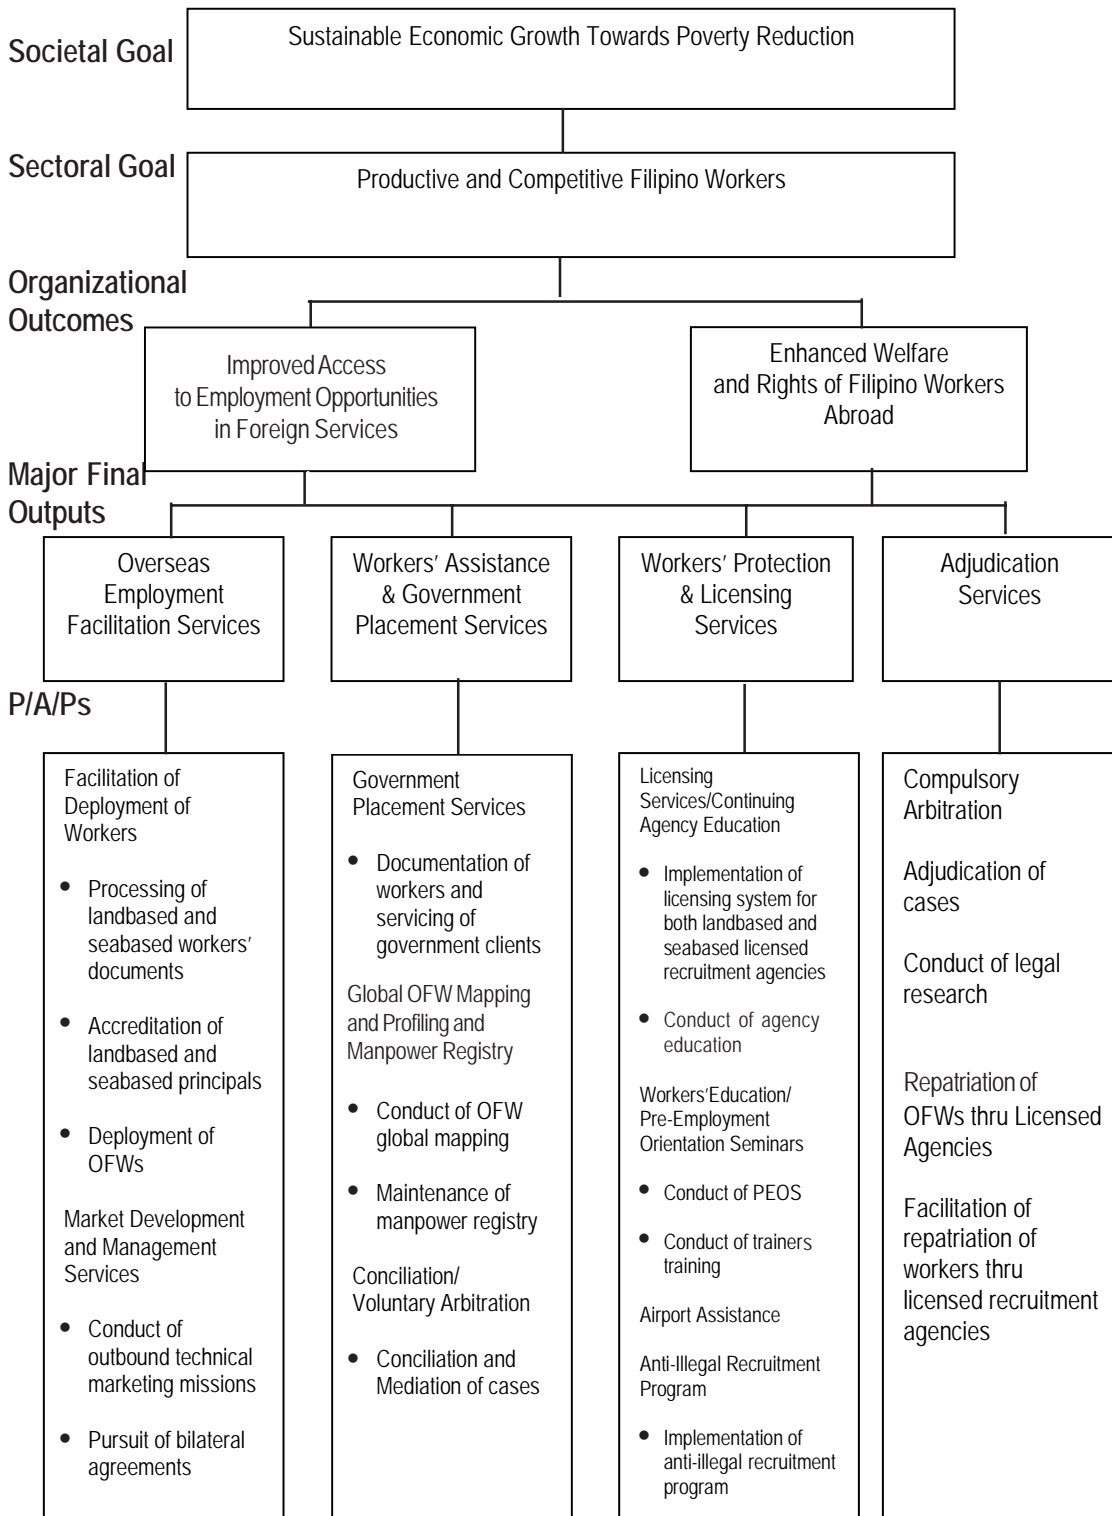 Societal Goal
Sustainable Economic Growth Towards Poverty Reduction
Sectoral Goal
Productive and Competitive Filipino Workers
Organizational
Outcomes
Improved Access
to Employment Opportunities
in Foreign Services
Enhanced Welfare
and Rights of Filipino Workers
Abroad
Major Final
Outputs
Overseas
Employment
Facilitation Services
Workers' Assistance
& Government
Placement Services
Workers' Protection
& Licensing
Services
Adjudication
Services
P/A/Ps
Facilitation of
Deployment of
Workers
• Processing of
landbased and
seabased workers'
documents
• Accreditation of
landbased and
seabased principals
• Deployment of
OFWs
Market Development
and Management
Services
• Conduct of
outbound technical
marketing missions
• Pursuit of bilateral
agreements
Government
Placement Services
• Documentation of
workers and
servicing of
government clients
Global OFW Mapping
and Profiling and
Manpower Registry
• Conduct of OFW
global mapping
• Maintenance of
manpower registry
Conciliation/
Voluntary Arbitration
• Conciliation and
Mediation of cases
Licensing
Services/Continuing
Agency Education
• Implementation of
licensing system for
both landbased and
seabased licensed
recruitment agencies
• Conduct of agency
education
Workers'Education/
Pre-Employment
Orientation Seminars
• Conduct of PEOS
• Conduct of trainers
training
Airport Assistance
Anti-Illegal Recruitment
Program
• Implementation of
anti-illegal recruitment
program
Compulsory
Arbitration
Adjudication of
cases
Conduct of legal
research
Repatriation of
OFWs thru Licensed
Agencies
Facilitation of
repatriation of
workers thru
licensed recruitment
agencies